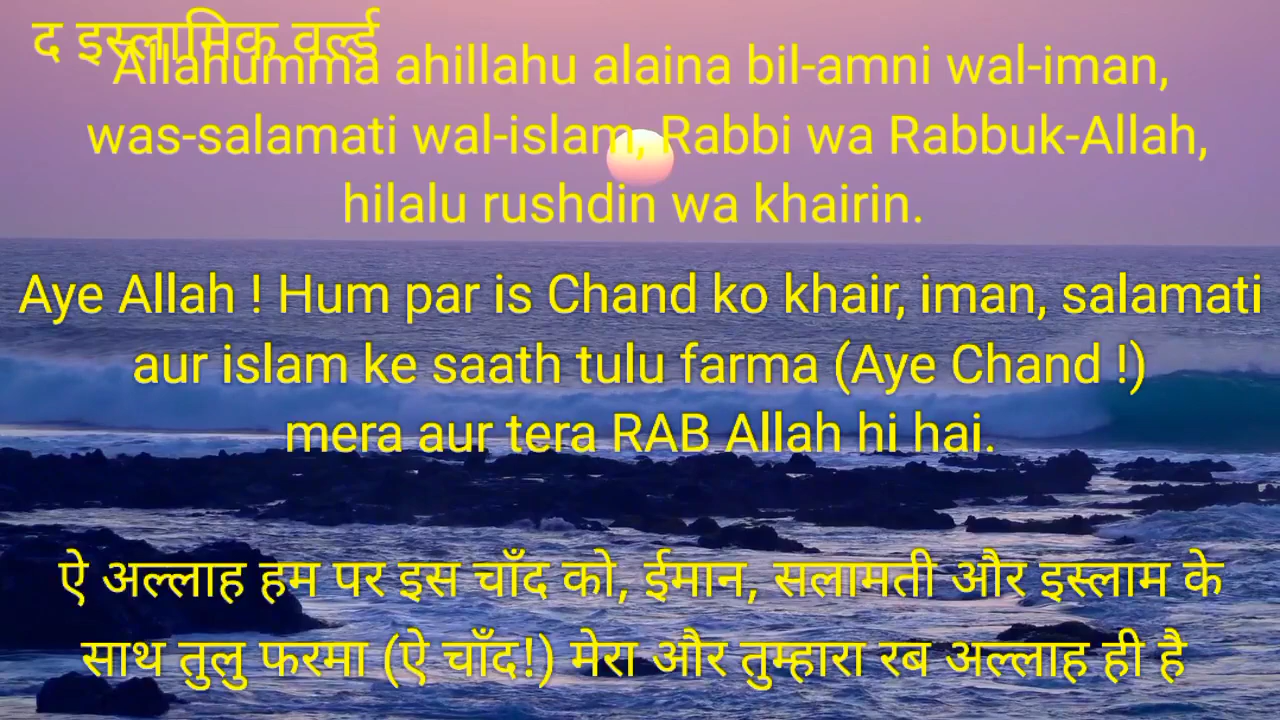 द इस्लामिक वर्ल्ड
Allahumma ahillahu alaina bil-amni wal-iman,
was-salamati wal-islam, Rabbi wa Rabbuk-Allah,
hilalu rushdin wa khairin.
Aye Allah ! Hum par is Chand ko khair, iman, salamati
aur islam ke saath tulu farma (Aye Chand !)
mera aur tera RAB Allah hi hai.
ऐ अल्लाह हम पर इस चाँद को, ईमान, सलामती और इस्लाम के
साथ तुलु फरमा (ऐ चाँद!) मेरा और तुम्हारा रब अल्लाह ही है